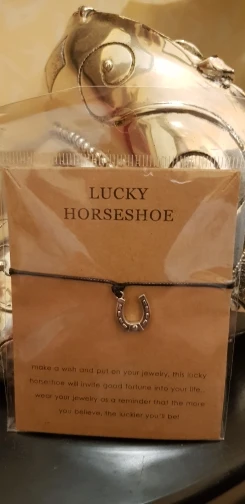 LUCKY
HORSESHOE
make a wish and put on your jewelry, this lucky
horseshoe will invite good fortune into your life.
wear your jewelry as a reminder that the more
you believe, the luckier you'll be!